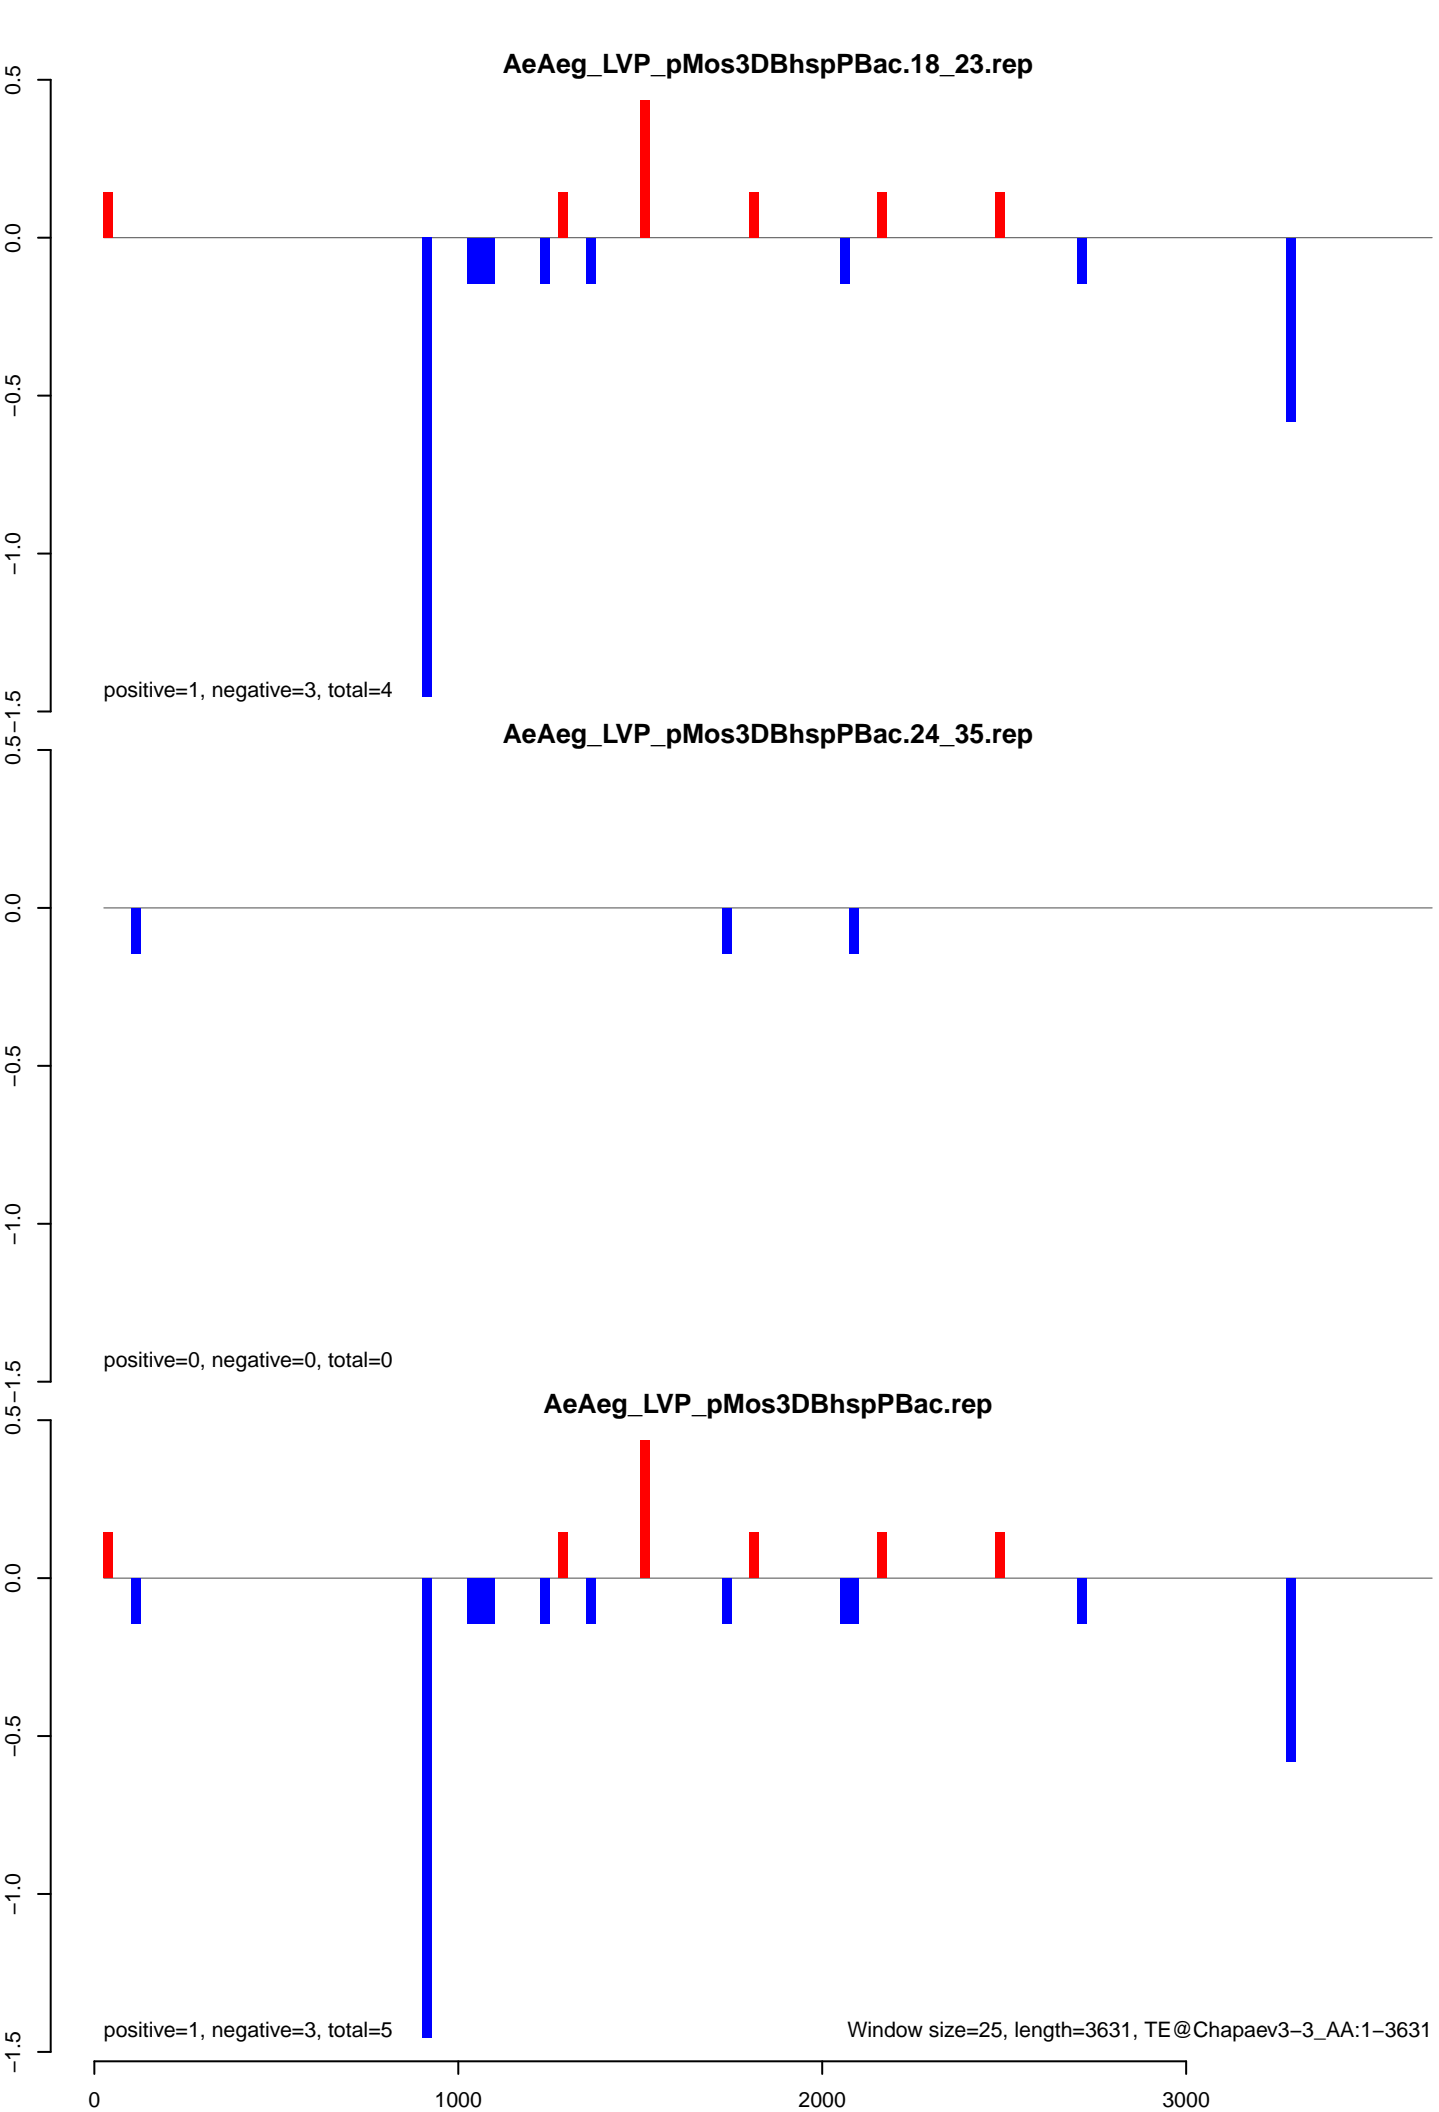 AeAeg_LVP_pMos3DBhspPBac.18_23.rep
0.5
0.0
−0.5
−1.0
−1.5
positive=1, negative=3, total=4
AeAeg_LVP_pMos3DBhspPBac.24_35.rep
0.5
0.0
−0.5
−1.0
−1.5
positive=0, negative=0, total=0
AeAeg_LVP_pMos3DBhspPBac.rep
0.5
0.0
−0.5
−1.0
−1.5
positive=1, negative=3, total=5
Window size=25, length=3631, TE@Chapaev3−3_AA:1−3631
0 1000 2000 3000